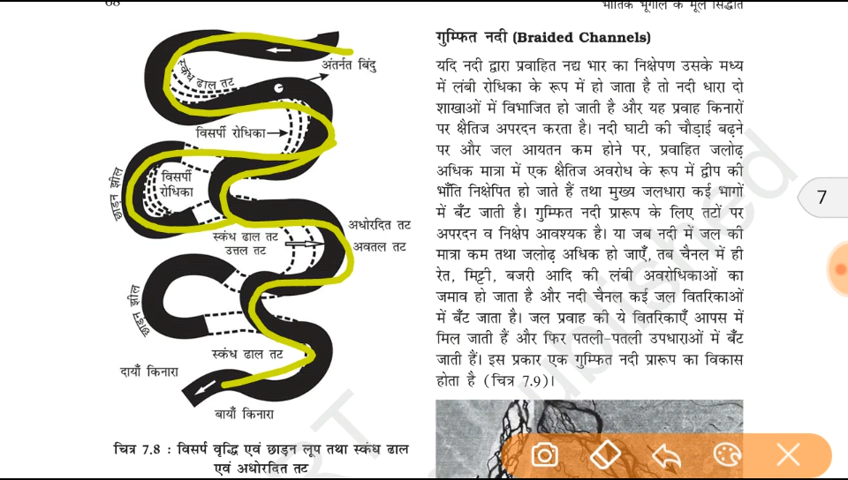 68
भौतिक भूगोल के मूल सिद्धांत
स्कंध ढाल तट
अंतर्नत बिंदु
विसर्पी रोधिका
विसर्पी
रोधिका
छाड़न झील
अधोरदित तट
स्कंध ढाल तट
उत्तल तट
अवतल तट
छाड़न झील
स्कंध ढाल तट
दायाँ किनारा
बायाँ किनारा
चित्र 7.8 : विसर्प वृद्धि एवं छाड़न लूप तथा स्कंध ढाल
एवं अधोरदित तट
गुम्फित नदी (Braided Channels)
यदि नदी द्वारा प्रवाहित नद्य भार का निक्षेपण उसके मध्य
में लंबी रोधिका के रूप में हो जाता है तो नदी धारा दो
शाखाओं में विभाजित हो जाती है और यह प्रवाह किनारों
पर क्षैतिज अपरदन करता है। नदी घाटी की चौड़ाई बढ़ने
पर और जल आयतन कम होने पर, प्रवाहित जलोढ़
अधिक मात्रा में एक क्षैतिज अवरोध के रूप में द्वीप की
भाँति निक्षेपित हो जाते हैं तथा मुख्य जलधारा कई भागों
में बँट जाती है। गुम्फित नदी प्रारूप के लिए तटों पर
अपरदन व निक्षेप आवश्यक है। या जब नदी में जल की
मात्रा कम तथा जलोढ़ अधिक हो जाएँ, तब चैनल में ही
रेत, मिट्टी, बजरी आदि की लंबी अवरोधिकाओं का
जमाव हो जाता है और नदी चैनल कई जल वितरिकाओं
में बँट जाता है। जल प्रवाह की ये वितरिकाएँ आपस में
मिल जाती हैं और फिर पतली-पतली उपधाराओं में बँट
जाती हैं। इस प्रकार एक गुम्फित नदी प्रारूप का विकास
होता है (चित्र 7.9)।
7